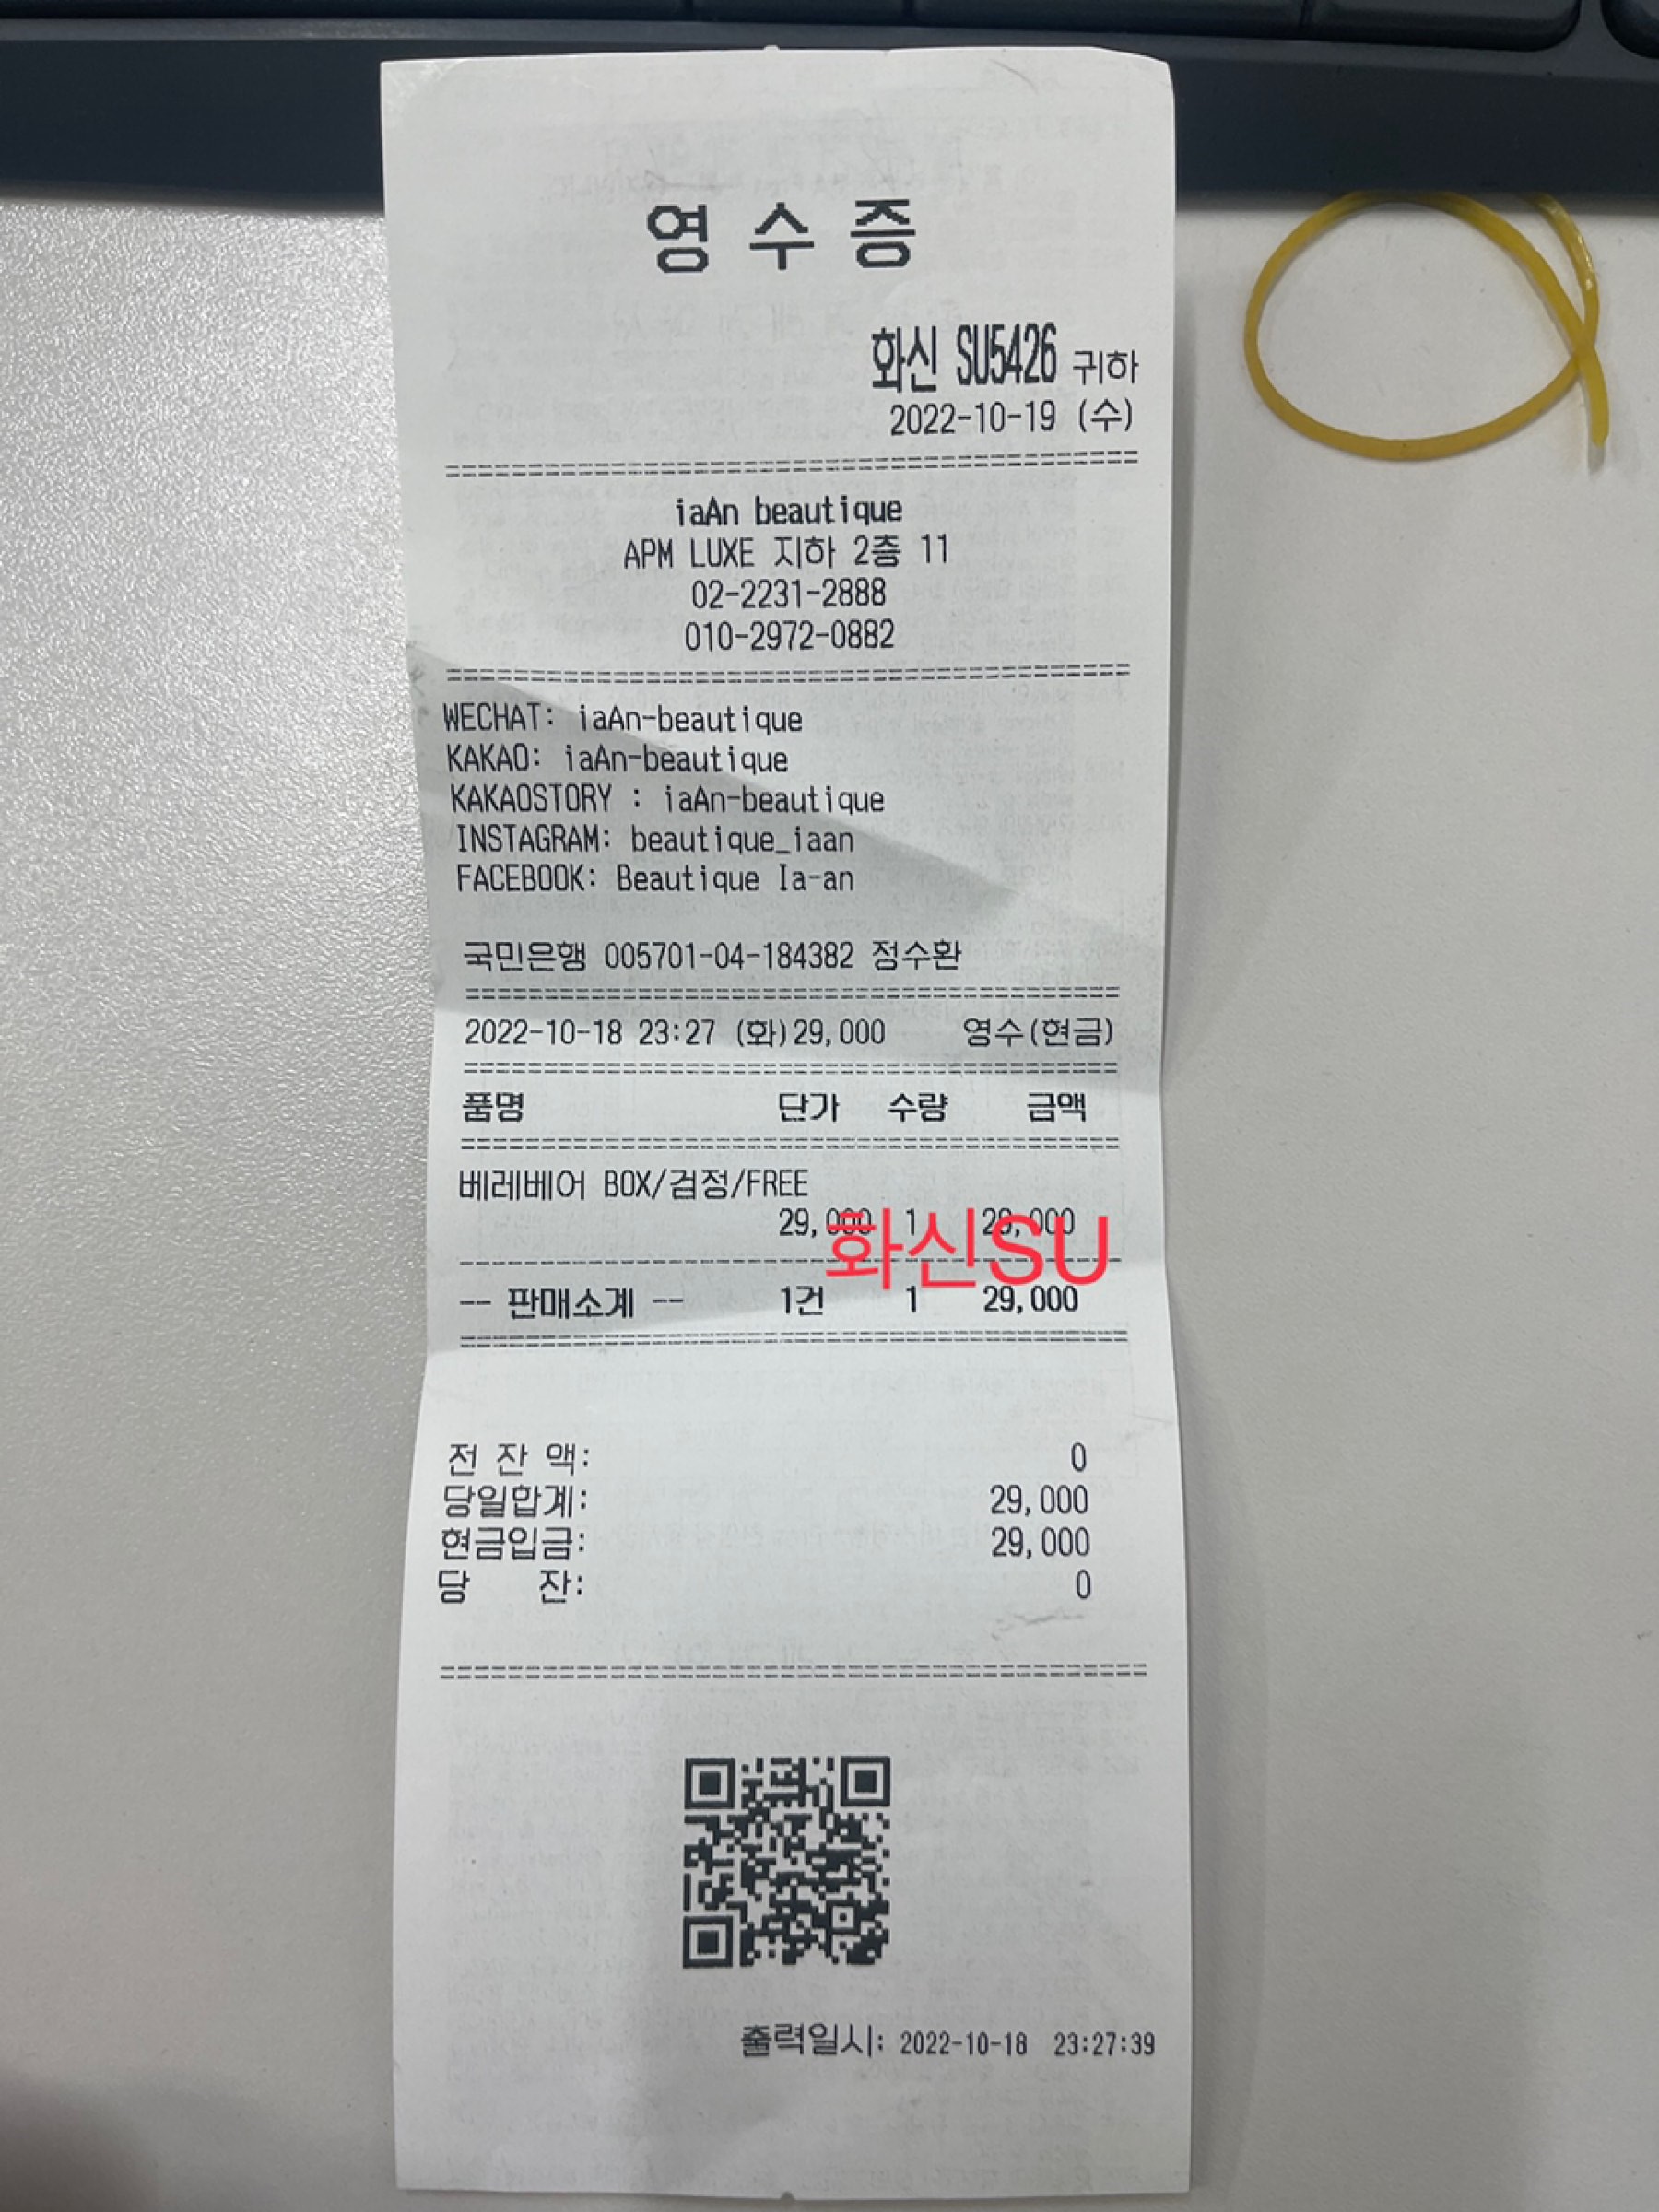 영 수 증
화신 SU5426 귀하
2022-10-19 (수)
iaAn beautique
APM LUXE 지하 2층 11
02-2231-2888
010-2972-0882
WECHAT: iaAn-beautique
KAKAO: iaAn-beautique
KAKAOSTORY : iaAn-beautique
INSTAGRAM: beautique_iaan
FACEBOOK: Beautique Ia-an
국민은행 005701-04-184382 정수환
2022-10-18 23:27 (화)29,000 영수(현금)
품명 단가 수량 금액
베레베어 BOX/검정/FREE
29,000 1 29,000
화신SU
-- 판매소계 -- 1건 1 29,000
전 잔 액: 0
당일합계: 29,000
현금입금: 29,000
당 잔: 0
출력일시: 2022-10-18 23:27:39